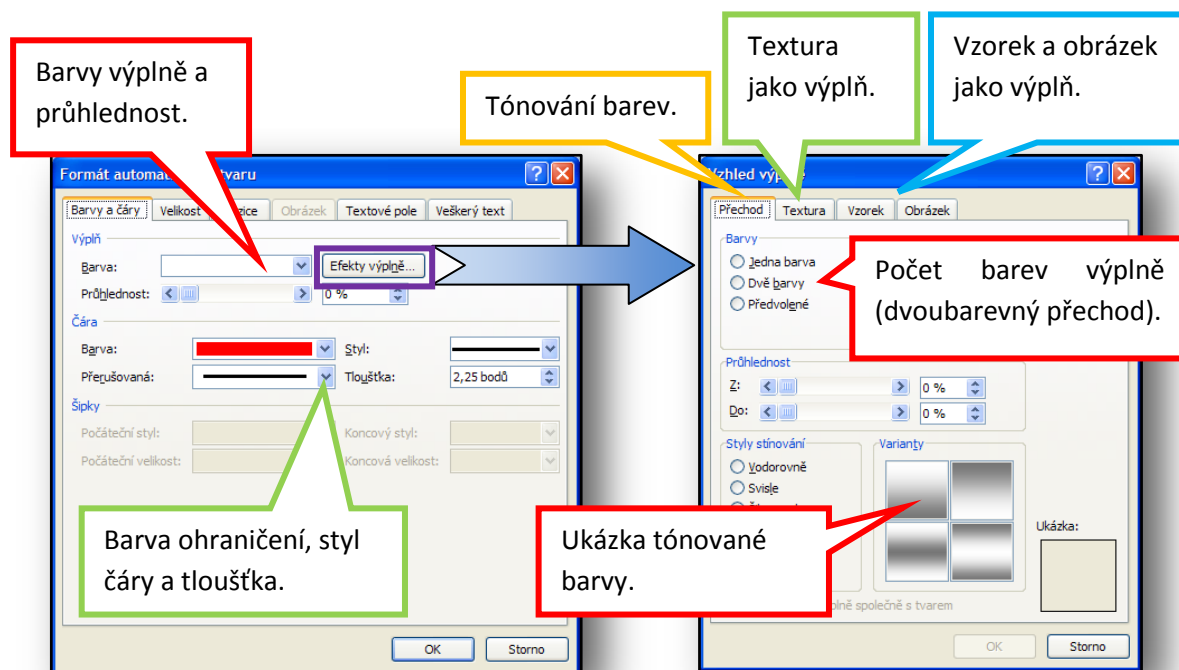 Barvy výplně a
průhlednost.
Tónování barev.
Textura
jako výplň.
Vzorek a obrázek
jako výplň.
Formát automa tvaru
Barvy a čáry Velikost zice Obrázek Textové pole Veškerý text
Výplň
Barva: Efekty výplně...
Průhlednost: 0 %
Čára
Barva: Styl:
Přerušovaná: Tloušťka: 2,25 bodů
Šipky
Počáteční styl: Koncový styl:
Počáteční velikost: Koncová velikost:
Barva ohraničení, styl
čáry a tloušťka.
OK Storno
Vzhled výp
Přechod Textura Vzorek Obrázek
Barvy
Jedna barva
Dvě barvy
Předvolené
Počet barev výplně
(dvoubarevný přechod).
Průhlednost
Z: 0 %
Do: 0 %
Styly stínování Varianty
Vodorovně
Svisle
Ukázka tónované
barvy.
Ukázka:
plně společně s tvarem
OK Storno